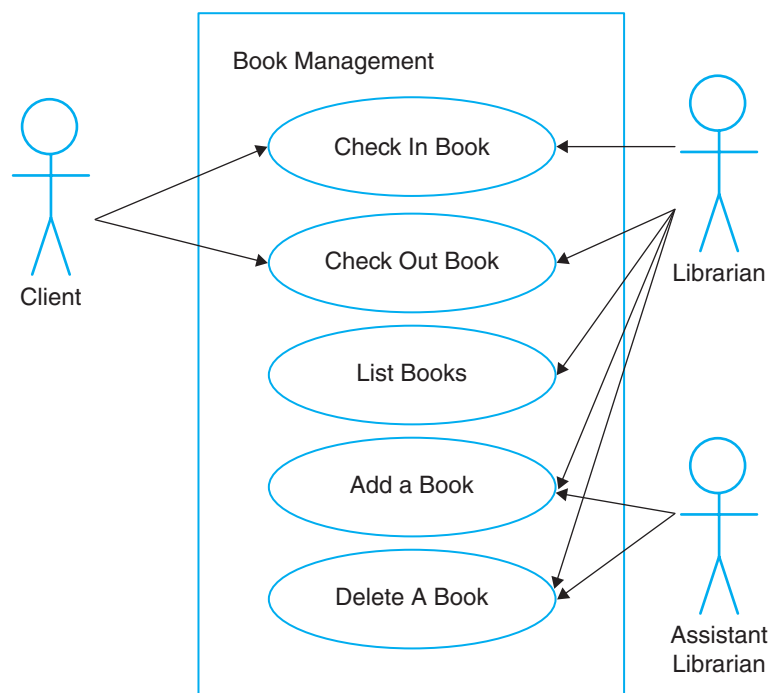 Book Management
Check In Book
Check Out Book
Client
Librarian
List Books
Add a Book
Delete A Book
Assistant
Librarian